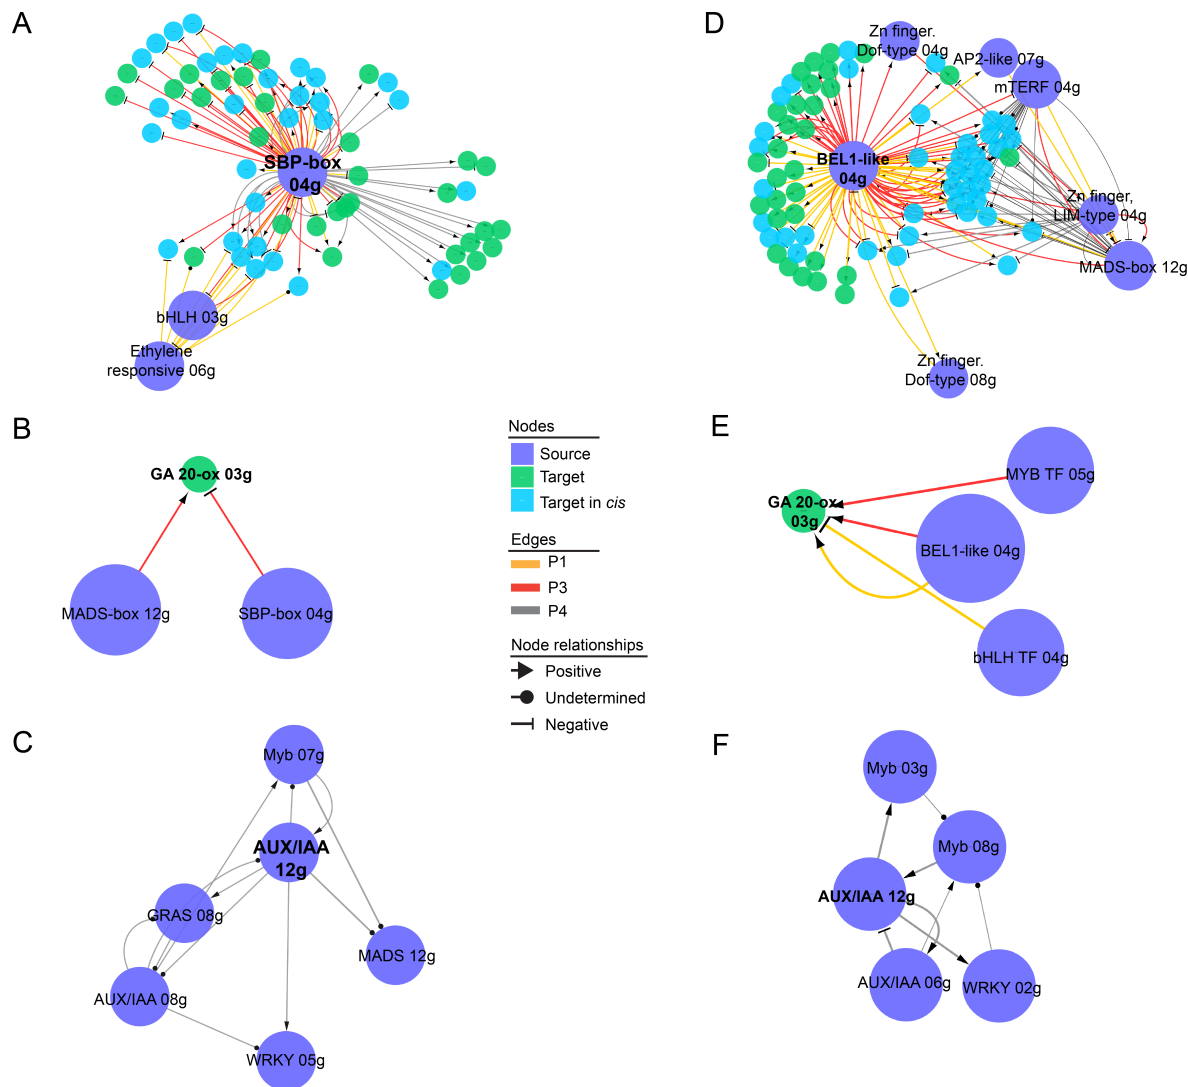 A
SBP-box
04g
bHLH 03g
Ethylene
responsive 06g
D
Zn finger.
Dof-type 04g
AP2-like 07g
mTERF 04g
BEL1-like
04g
Zn finger,
LIM-type 04g
MADS-box 12g
Zn finger.
Dof-type 08g
B
GA 20-ox 03g
MADS-box 12g
SBP-box 04g
Nodes
Source
Target
Target in cis
Edges
P1
P3
P4
Node relationships
Positive
Undetermined
Negative
E
GA 20-ox
03g
MYB TF 05g
BEL1-like 04g
bHLH TF 04g
C
Myb 07g
AUX/IAA
12g
GRAS 08g
MADS 12g
AUX/IAA 08g
WRKY 05g
F
Myb 03g
Myb 08g
AUX/IAA 12g
AUX/IAA 06g
WRKY 02g